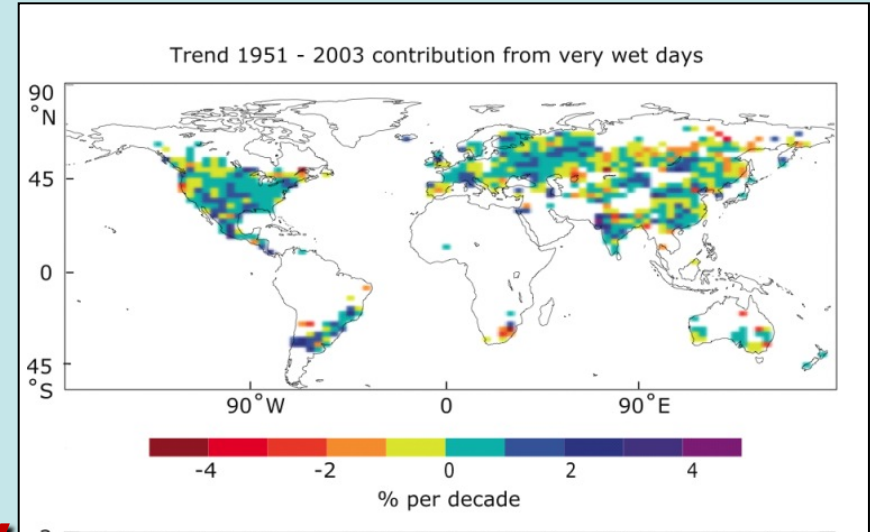 Trend 1951 - 2003 contribution from very wet days
90
°N
45
0
45
°S
90°W 0 90°E
-4 -2 0 2 4
% per decade